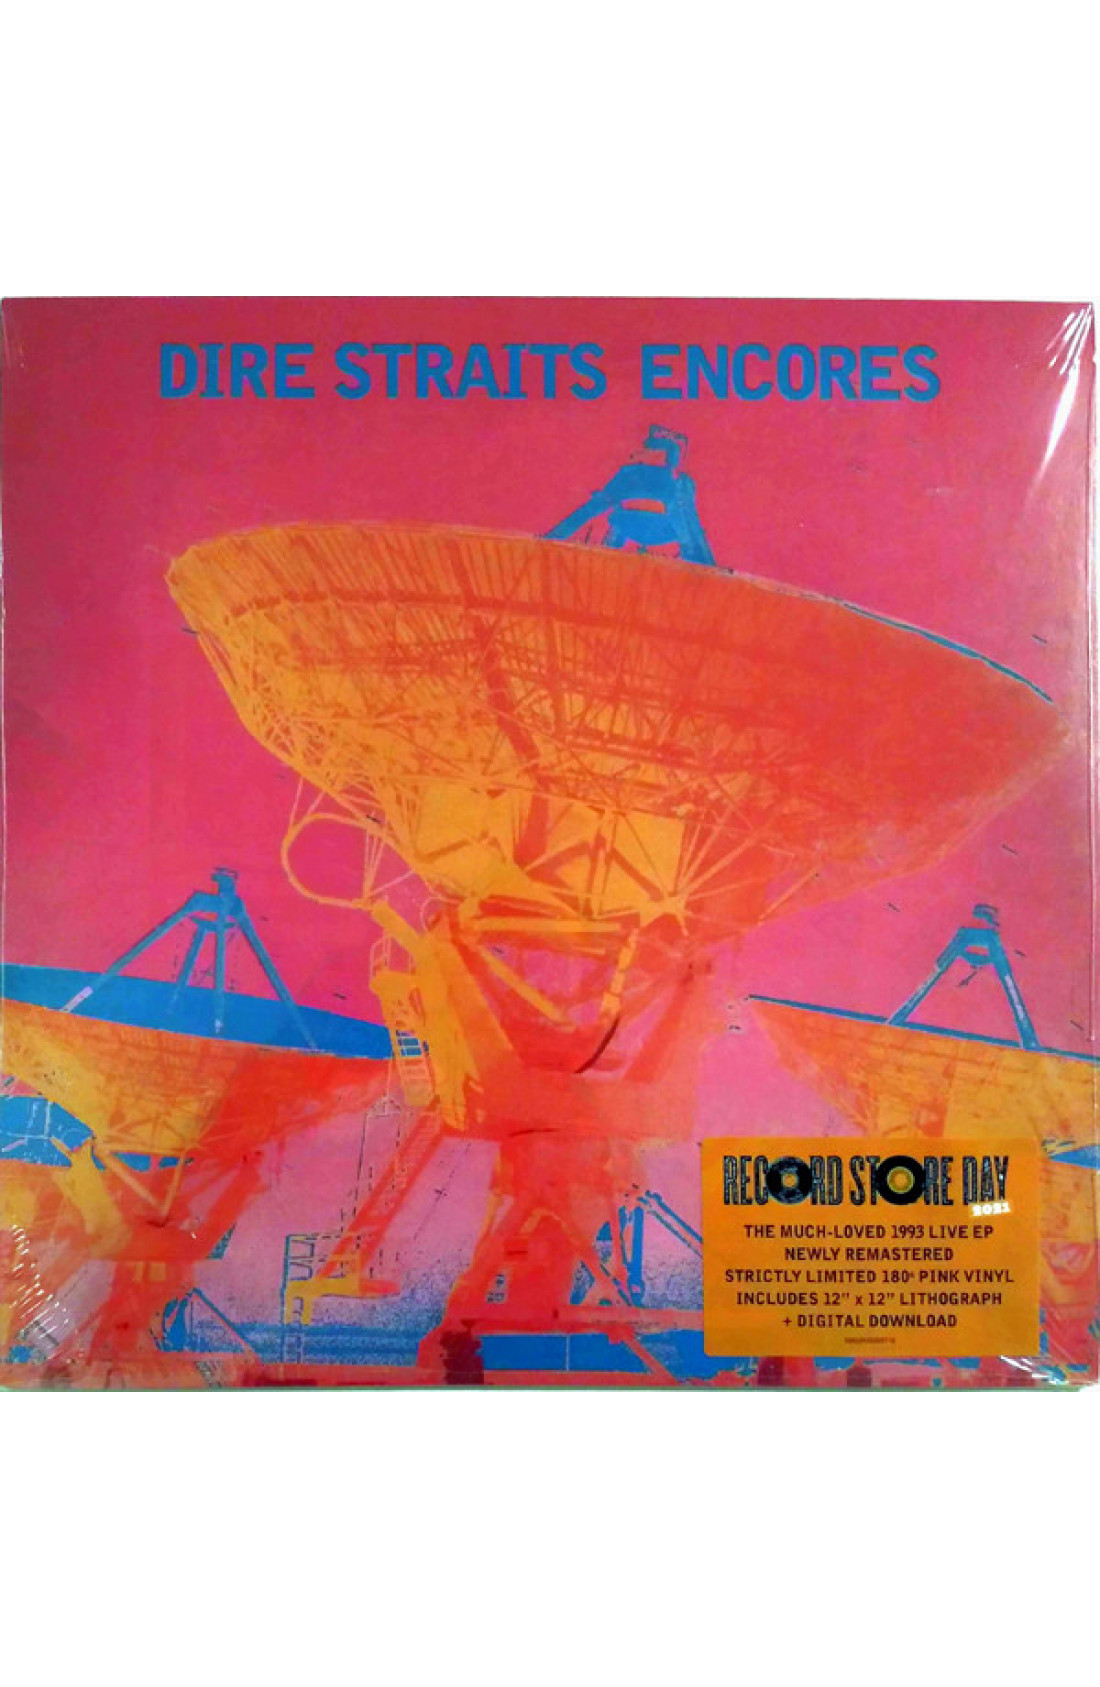 DIRE STRAITS ENCORES
RECORD STORE DAY
2021
THE MUCH-LOVED 1993 LIVE EP
NEWLY REMASTERED
STRICTLY LIMITED 180G PINK VINYL
INCLUDES 12" x 12" LITHOGRAPH
+ DIGITAL DOWNLOAD